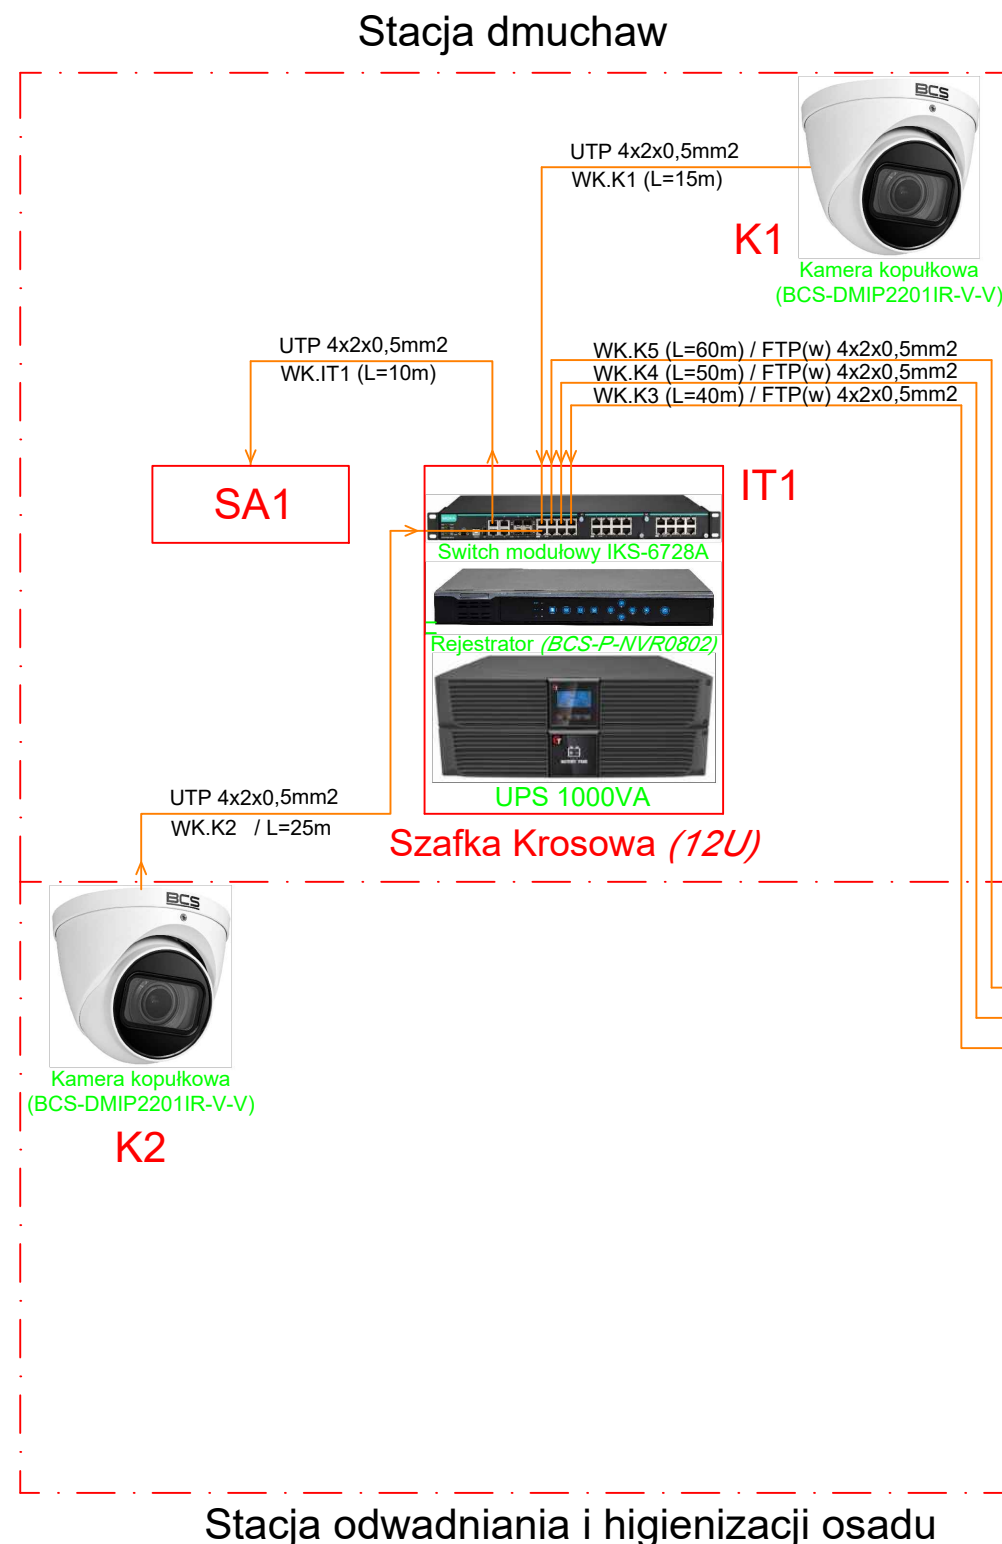 Stacja dmuchaw
BCS
UTP 4x2x0,5mm2
WK.K1 (L=15m)
K1
Kamera kopułkowa
(BCS-DMIP2201IR-V-V)
UTP 4x2x0,5mm2
WK.IT1 (L=10m)
WK.K5 (L=60m) / FTP(w) 4x2x0,5mm2
WK.K4 (L=50m) / FTP(w) 4x2x0,5mm2
WK.K3 (L=40m) / FTP(w) 4x2x0,5mm2
SA1
IT1
Switch modułowy IKS-6728A
Rejestrator (BCS-P-NVR0802)
BATTERY PACK
UPS 1000VA
UTP 4x2x0,5mm2
WK.K2 / L=25m
Szafka Krosowa (12U)
BCS
Kamera kopułkowa
(BCS-DMIP2201IR-V-V)
K2
Stacja odwadniania i higienizacji osadu